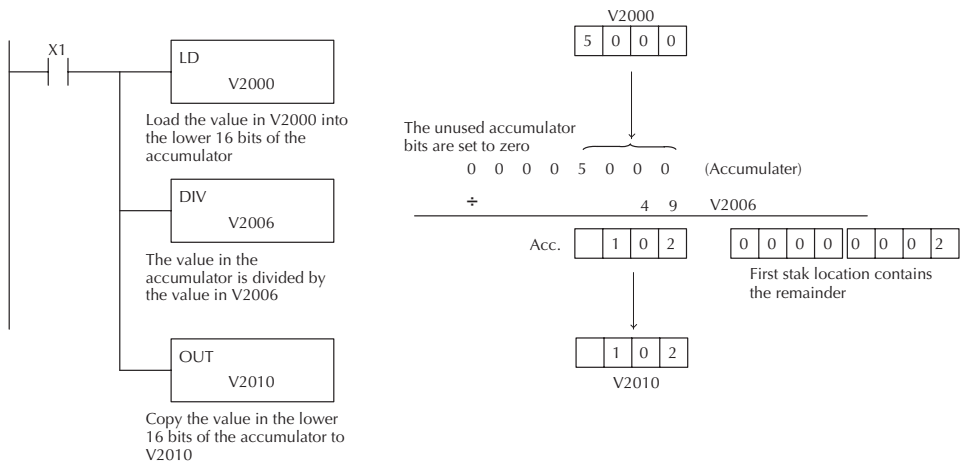 X1
LD
V2000
Load the value in V2000 into
the lower 16 bits of the
accumulator
DIV
V2006
The value in the
accumulator is divided by
the value in V2006
OUT
V2010
Copy the value in the lower
16 bits of the accumulator to
V2010
V2000
5 0 0 0
The unused accumulator
bits are set to zero
0 0 0 0 5 0 0 0 (Accumulater)
÷ 4 9 V2006
Acc. 1 0 2 0 0 0 0 0 0 0 2
First stak location contains
the remainder
1 0 2
V2010